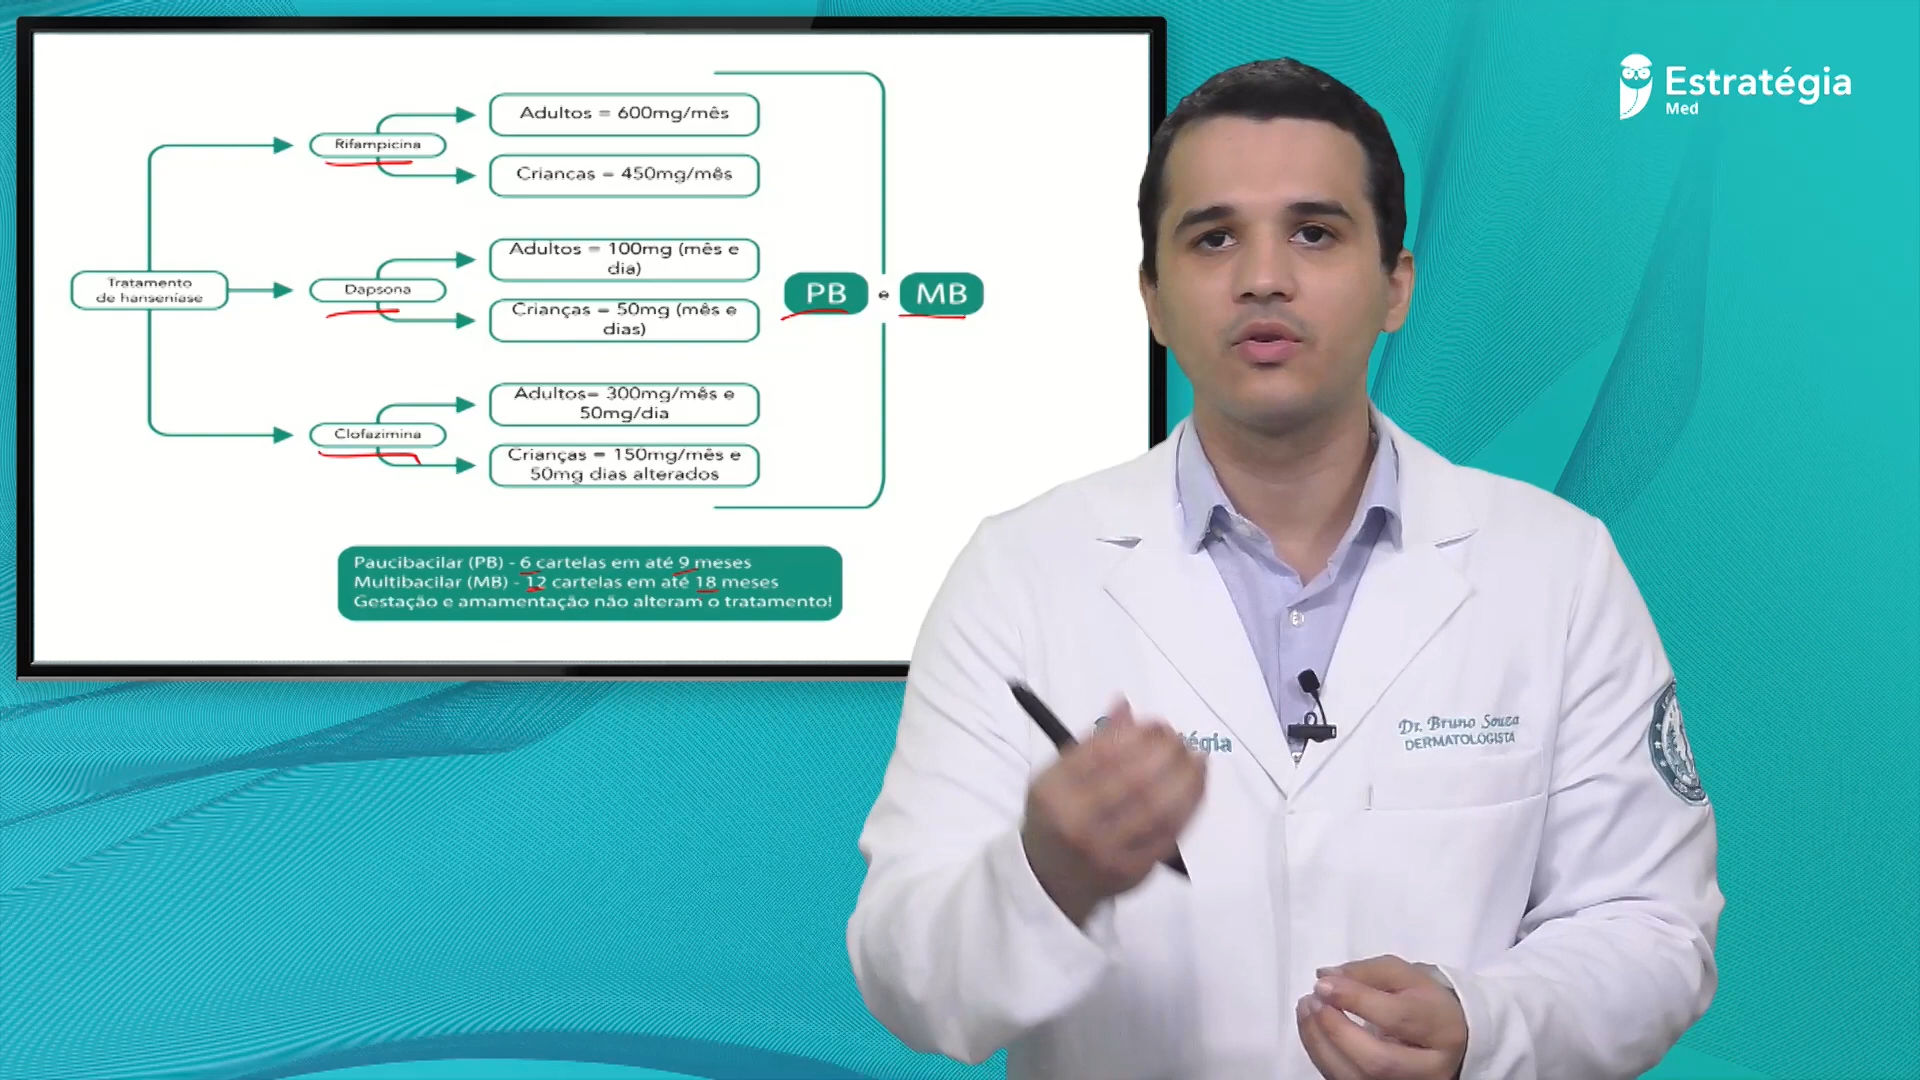 Estratégia
Med
Tratamento
de hanseníase
Rifampicina
Adultos = 600mg/mês
Criancas = 450mg/mês
Dapsona
Adultos = 100mg (mês e
dia)
Crianças = 50mg (mês e
dias)
Clofazimina
Adultos= 300mg/mês e
50mg/dia
Crianças = 150mg/mês e
50mg dias alterados
PB e MB
Paucibacilar (PB) - 6 cartelas em até 9 meses
Multibacilar (MB) - 12 cartelas em até 18 meses
Gestação e amamentação não alteram o tratamento!
Dr. Bruno Souza
DERMATOLOGISTA